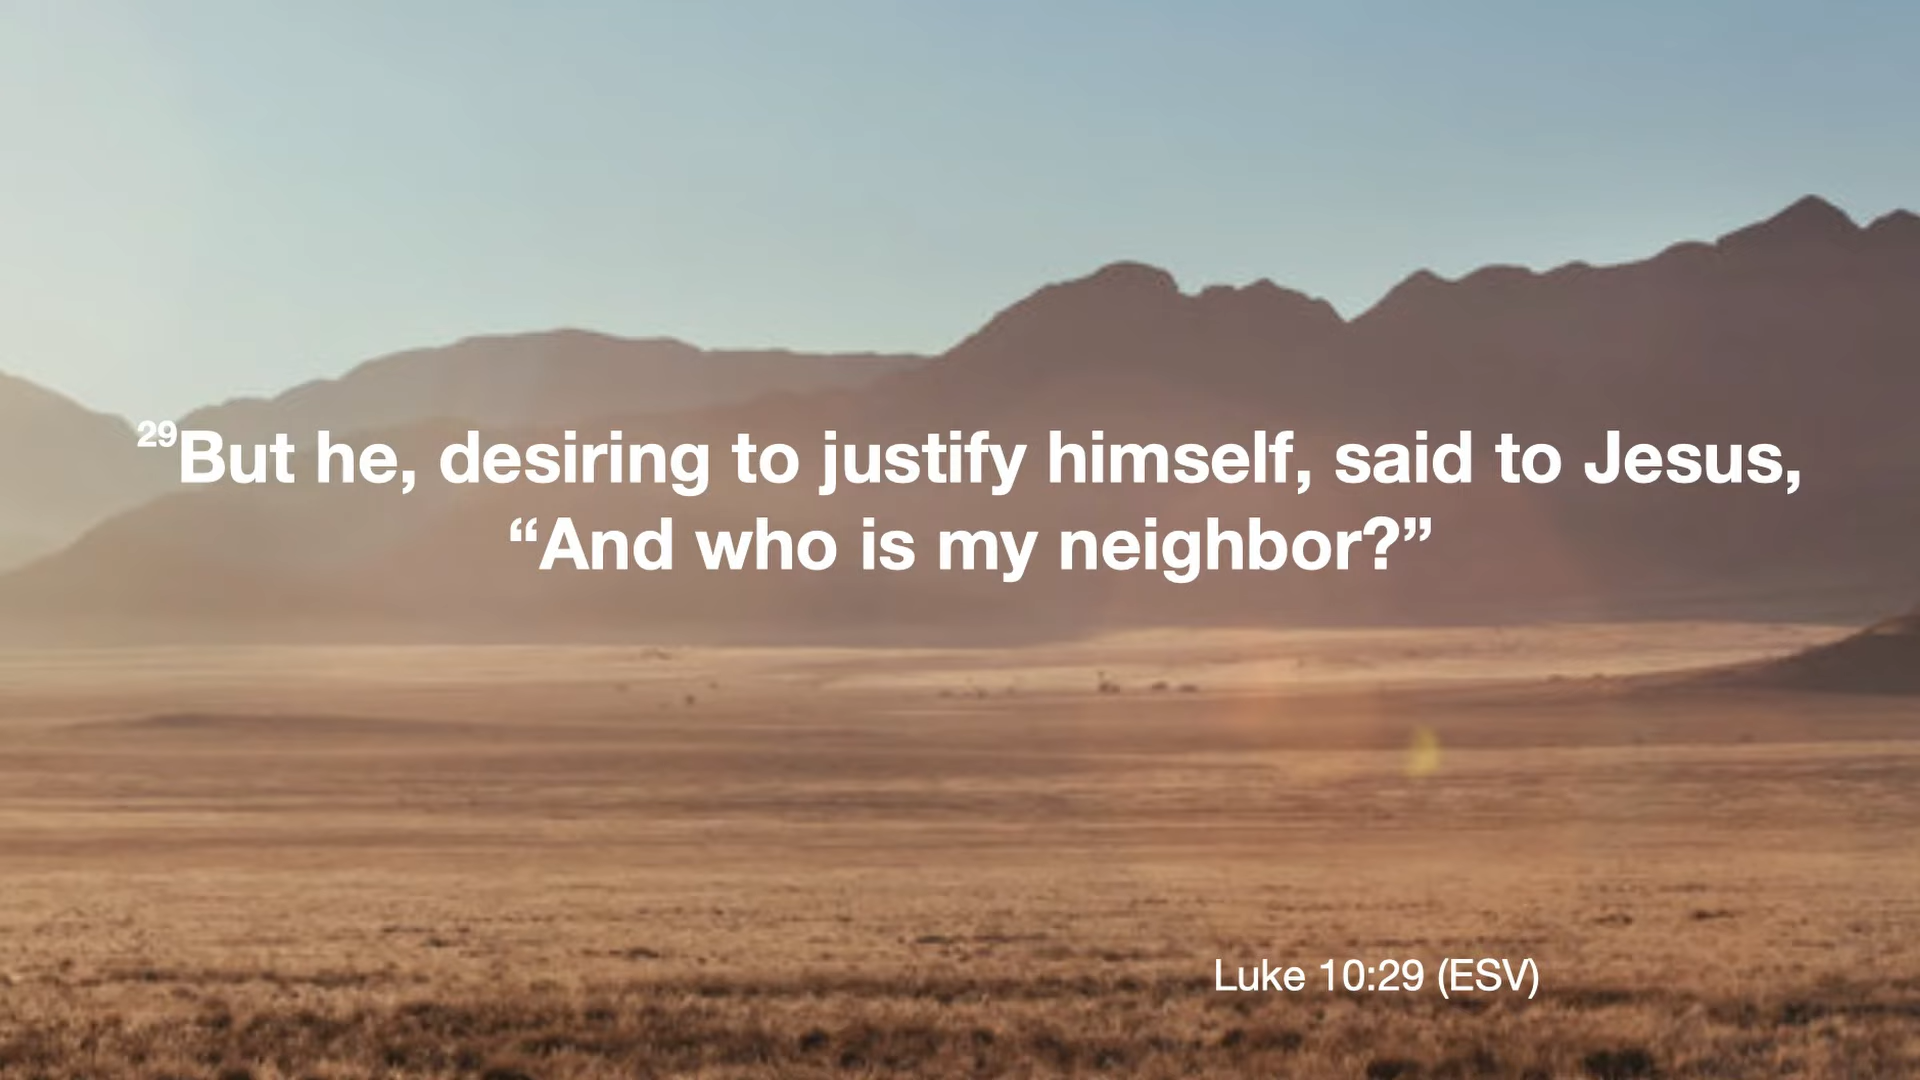 29But he, desiring to justify himself, said to Jesus,
“And who is my neighbor?”
Luke 10:29 (ESV)